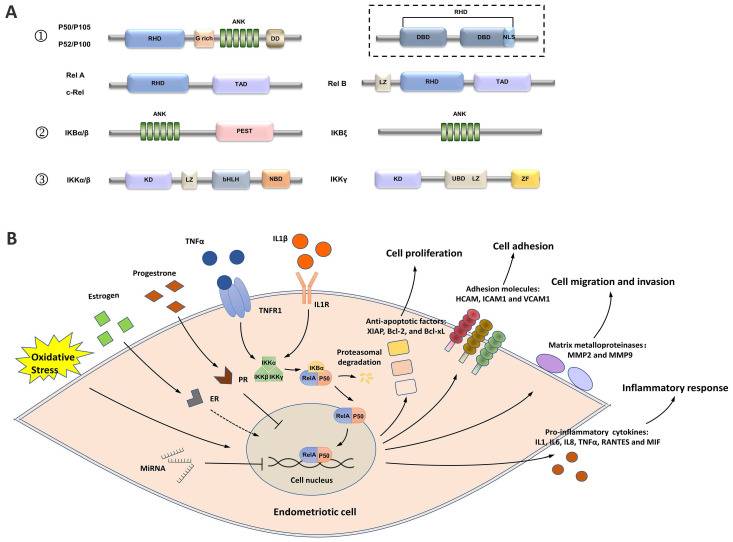 A
① P50/P105
P52/P100
RHD
G rich
ANK
DD
RHD
DBD
DBD
NLS
Rel A
c-Rel
RHD
TAD
Rel B
LZ
RHD
TAD
② IKBα/β
ANK
PEST
IKBξ
ANK
③ IKKα/β
KD
LZ
bHLH
NBD
IKKγ
KD
UBD LZ
ZF
B
TNFα
IL1β
Cell proliferation
Cell adhesion
Progestrone
Adhesion molecules:
HCAM, ICAM1 and VCAM1
Cell migration and invasion
Estrogen
TNFR1
IL1R
Anti-apoptotic factors:
XIAP, Bcl-2, and Bcl-xL
Matrix metalloproteinases:
MMP2 and MMP9
Oxidative
Stress
PR
IKKα
IKKβ IKKγ
IKBα
RelA P50
Proteasomal
degradation
Inflammatory response
ER
RelA P50
Pro-inflammatory cytokines:
IL1, IL6, IL8, TNFα, RANTES and MIF
MiRNA
RelA P50
Cell nucleus
Endometriotic cell